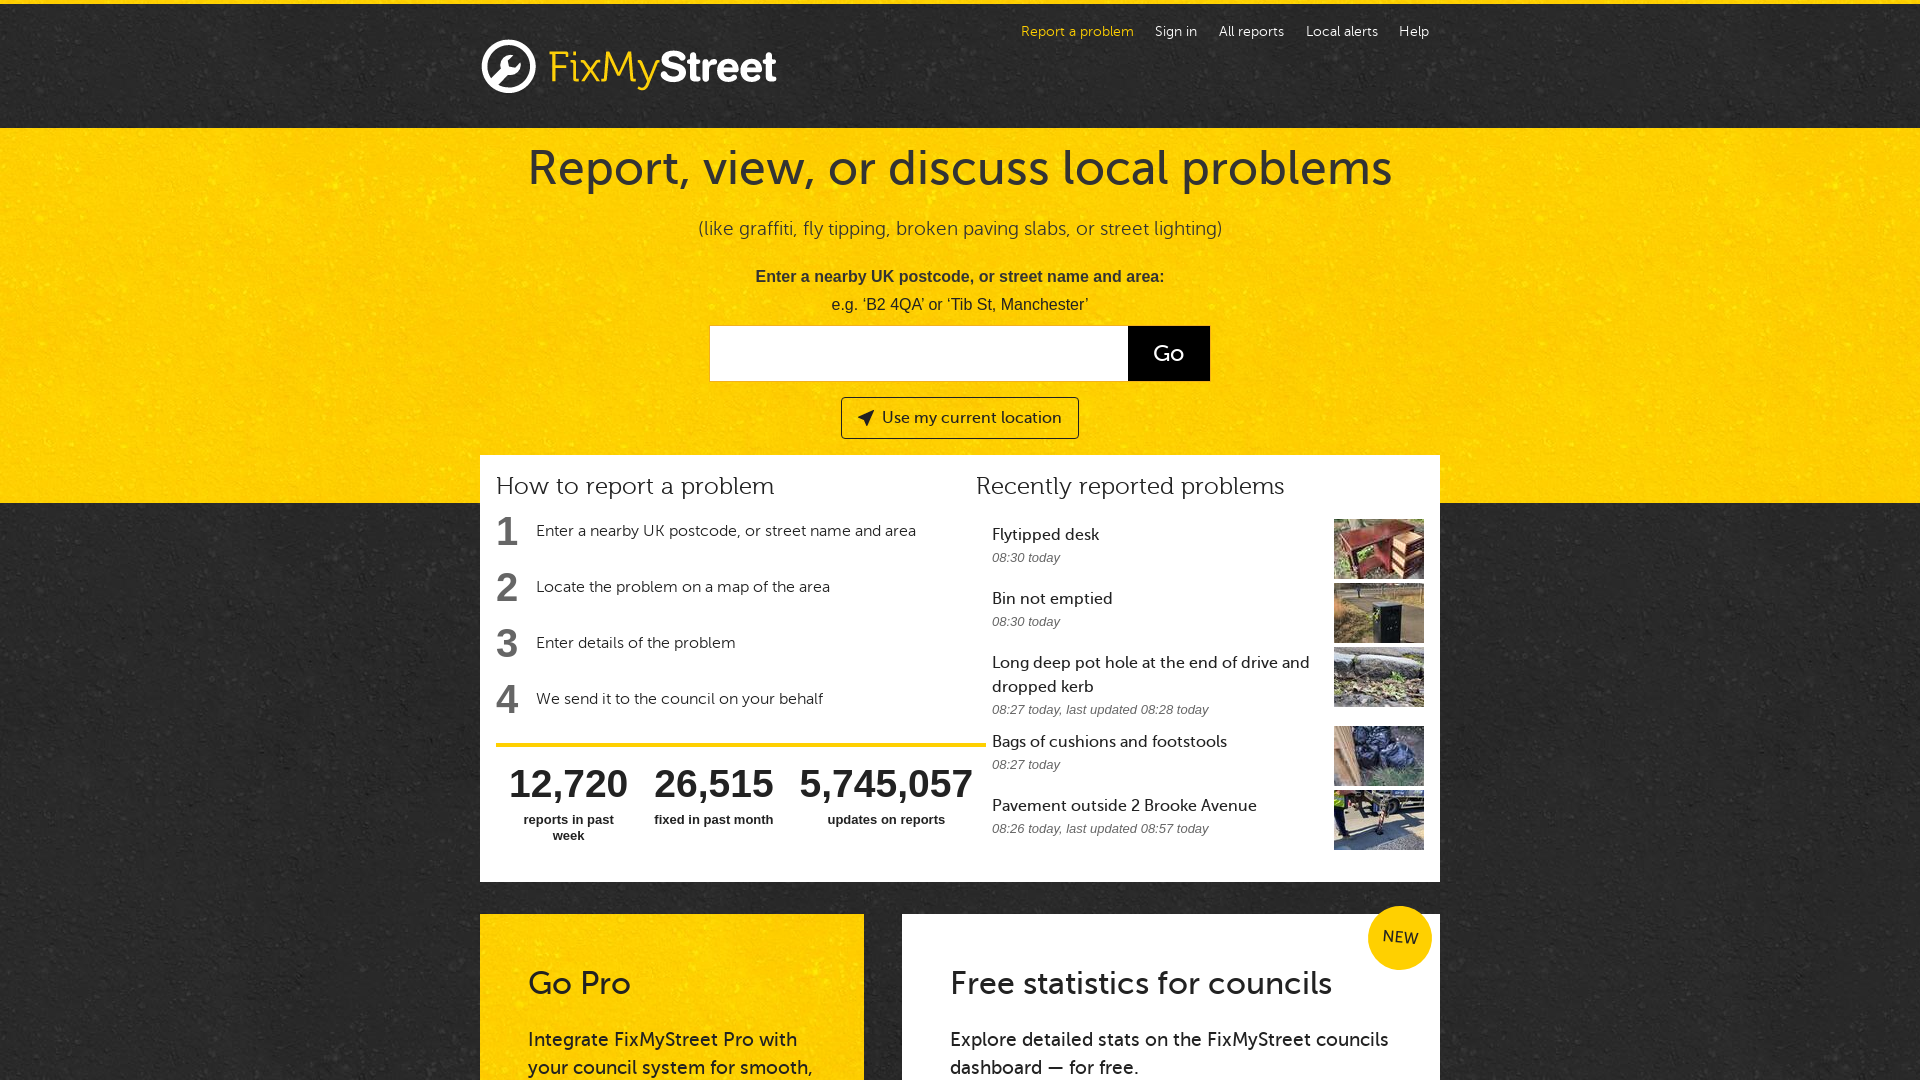 Report a problem
Sign in
All reports
Local alerts
Help
FixMyStreet
Report, view, or discuss local problems
(like graffiti, fly tipping, broken paving slabs, or street lighting)
Enter a nearby UK postcode, or street name and area:
e.g. ‘B2 4QA’ or ‘Tib St, Manchester’
Go
Use my current location
How to report a problem
1 Enter a nearby UK postcode, or street name and area
2 Locate the problem on a map of the area
3 Enter details of the problem
4 We send it to the council on your behalf
12,720
reports in past
week
26,515
fixed in past month
5,745,057
updates on reports
Recently reported problems
Flytipped desk
08:30 today
Bin not emptied
08:30 today
Long deep pot hole at the end of drive and
dropped kerb
08:27 today, last updated 08:28 today
Bags of cushions and footstools
08:27 today
Pavement outside 2 Brooke Avenue
08:26 today, last updated 08:57 today
Go Pro
Integrate FixMyStreet Pro with
your council system for smooth,
NEW
Free statistics for councils
Explore detailed stats on the FixMyStreet councils
dashboard — for free.